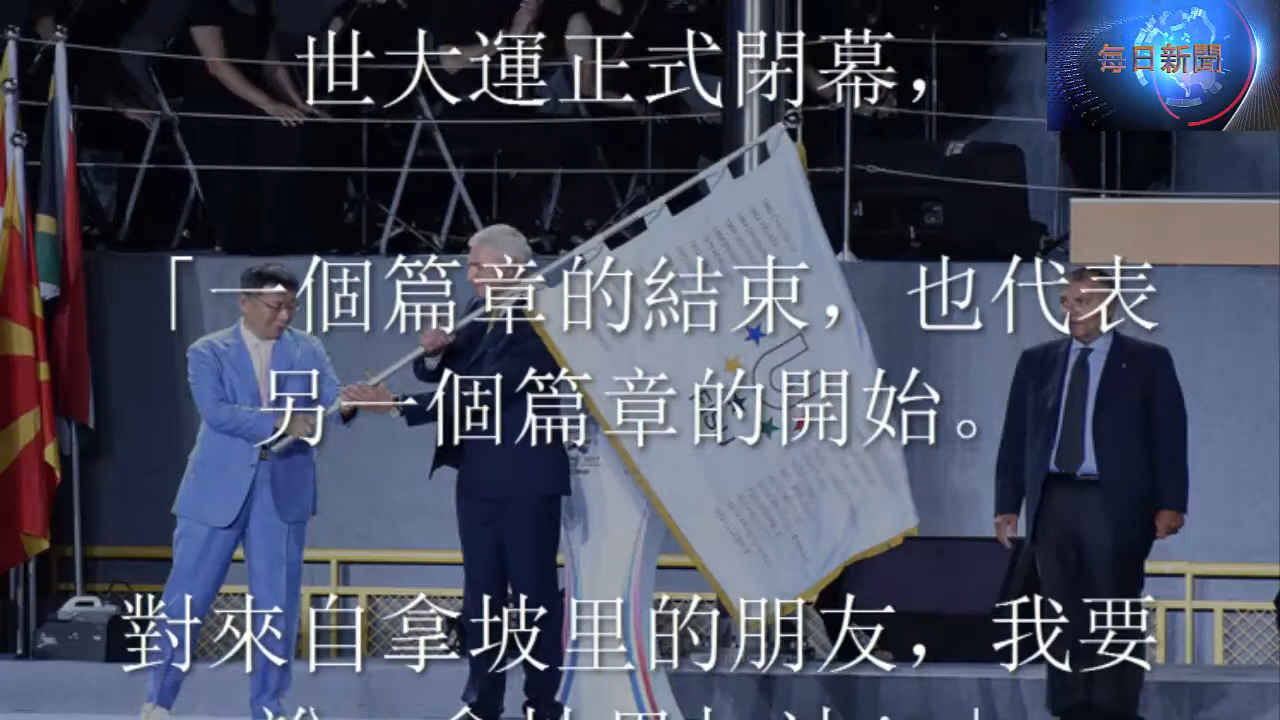 世大運正式閉幕，
每日新聞
「一個篇章的結束，也代表
另一個篇章的開始。
對來自拿坡里的朋友，我要